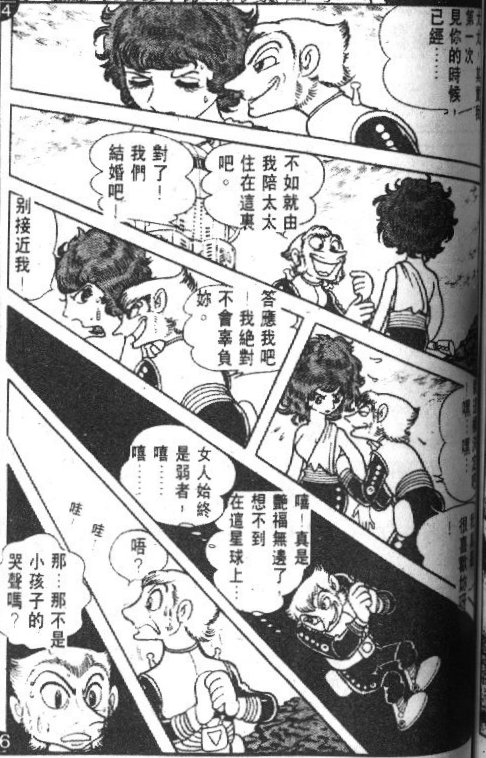 4
第一次
見你的時候，
已經……
不如就由
我陪太太
住在這裏
吧。
對了！
我們
結婚吧！
答應我吧
！我絕對
不會辜負
妳。
別接近我！
嘻！真是
艷福無邊了，
想不到
在這星球上…
女人始終
是弱者，
嘻……
嘻……
唔？
哇…
哇…
那…那不是
小孩子的
哭聲嗎？
6